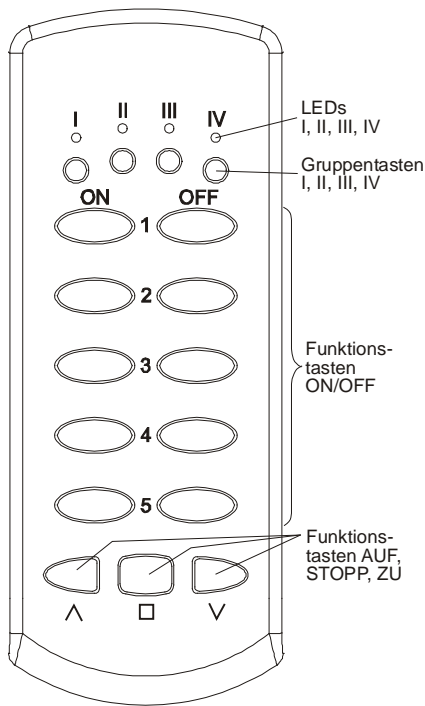 I II III IV
LEDs
I, II, III, IV
Gruppentasten
I, II, III, IV
ON OFF
1
2
3
4
5
Funktions-
tasten
ON/OFF
Funktions-
tasten AUF,
STOPP, ZU